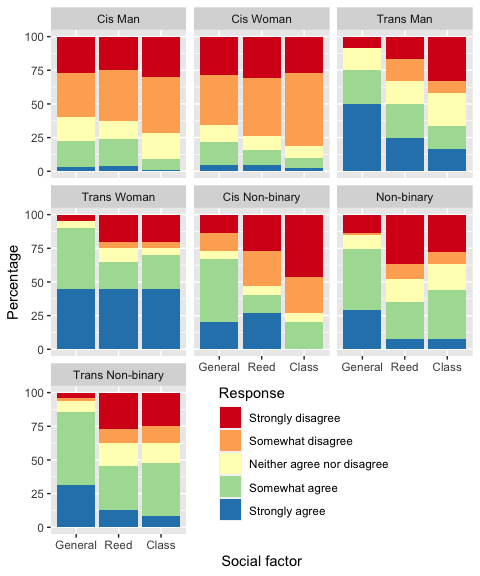 Cis Man Cis Woman Trans Man
100
75
50
25
0
Trans Woman Cis Non-binary Non-binary
100
75
50
25
0
General Reed Class General Reed Class
Trans Non-binary
100
75
50
25
0
General Reed Class
Percentage
Response
Strongly disagree
Somewhat disagree
Neither agree nor disagree
Somewhat agree
Strongly agree
Social factor